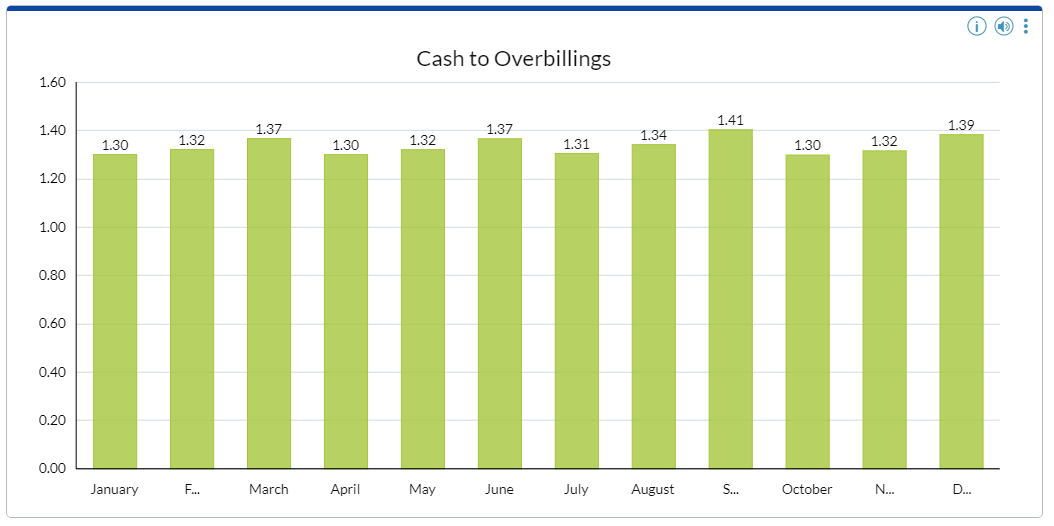 Cash to Overbillings
1.60
1.40
1.20
1.00
0.80
0.60
0.40
0.20
0.00
1.30
1.32
1.37
1.30
1.32
1.37
1.31
1.34
1.41
1.30
1.32
1.39
January
F...
March
April
May
June
July
August
S...
October
N...
D...